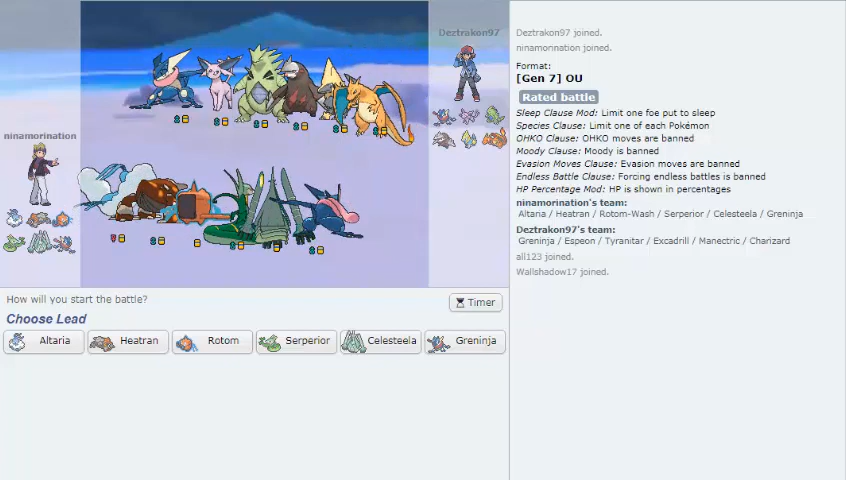 Deztrakon97
ninamorination
How will you start the battle?
Timer
Choose Lead
Altaria
Heatran
Rotom
Serperior
Celesteela
Greninja
Deztrakon97 joined.
ninamornnation joined.
Format:
[Gen 7] OU
Rated battle
Sleep Clause Mod: Limit one foe put to sleep
Species Clause: Limit one of each Pokémon
OHKO Clause: OHKO moves are banned
Moody Clause: Moody is banned
Evasion Moves Clause: Evasion moves are banned
Endless Battle Clause: Forcing endless battles is banned
HP Percentage Mod: HP is shown in percentages
ninamorination's team:
Altaria / Heatran / Rotom-Wash / Serperior / Celesteela / Greninja
Deztrakon97's team:
Greninja / Espeon / Tyranitar / Excadrill / Manectric / Charizard
all123 joined.
Wallshadow17 joined.